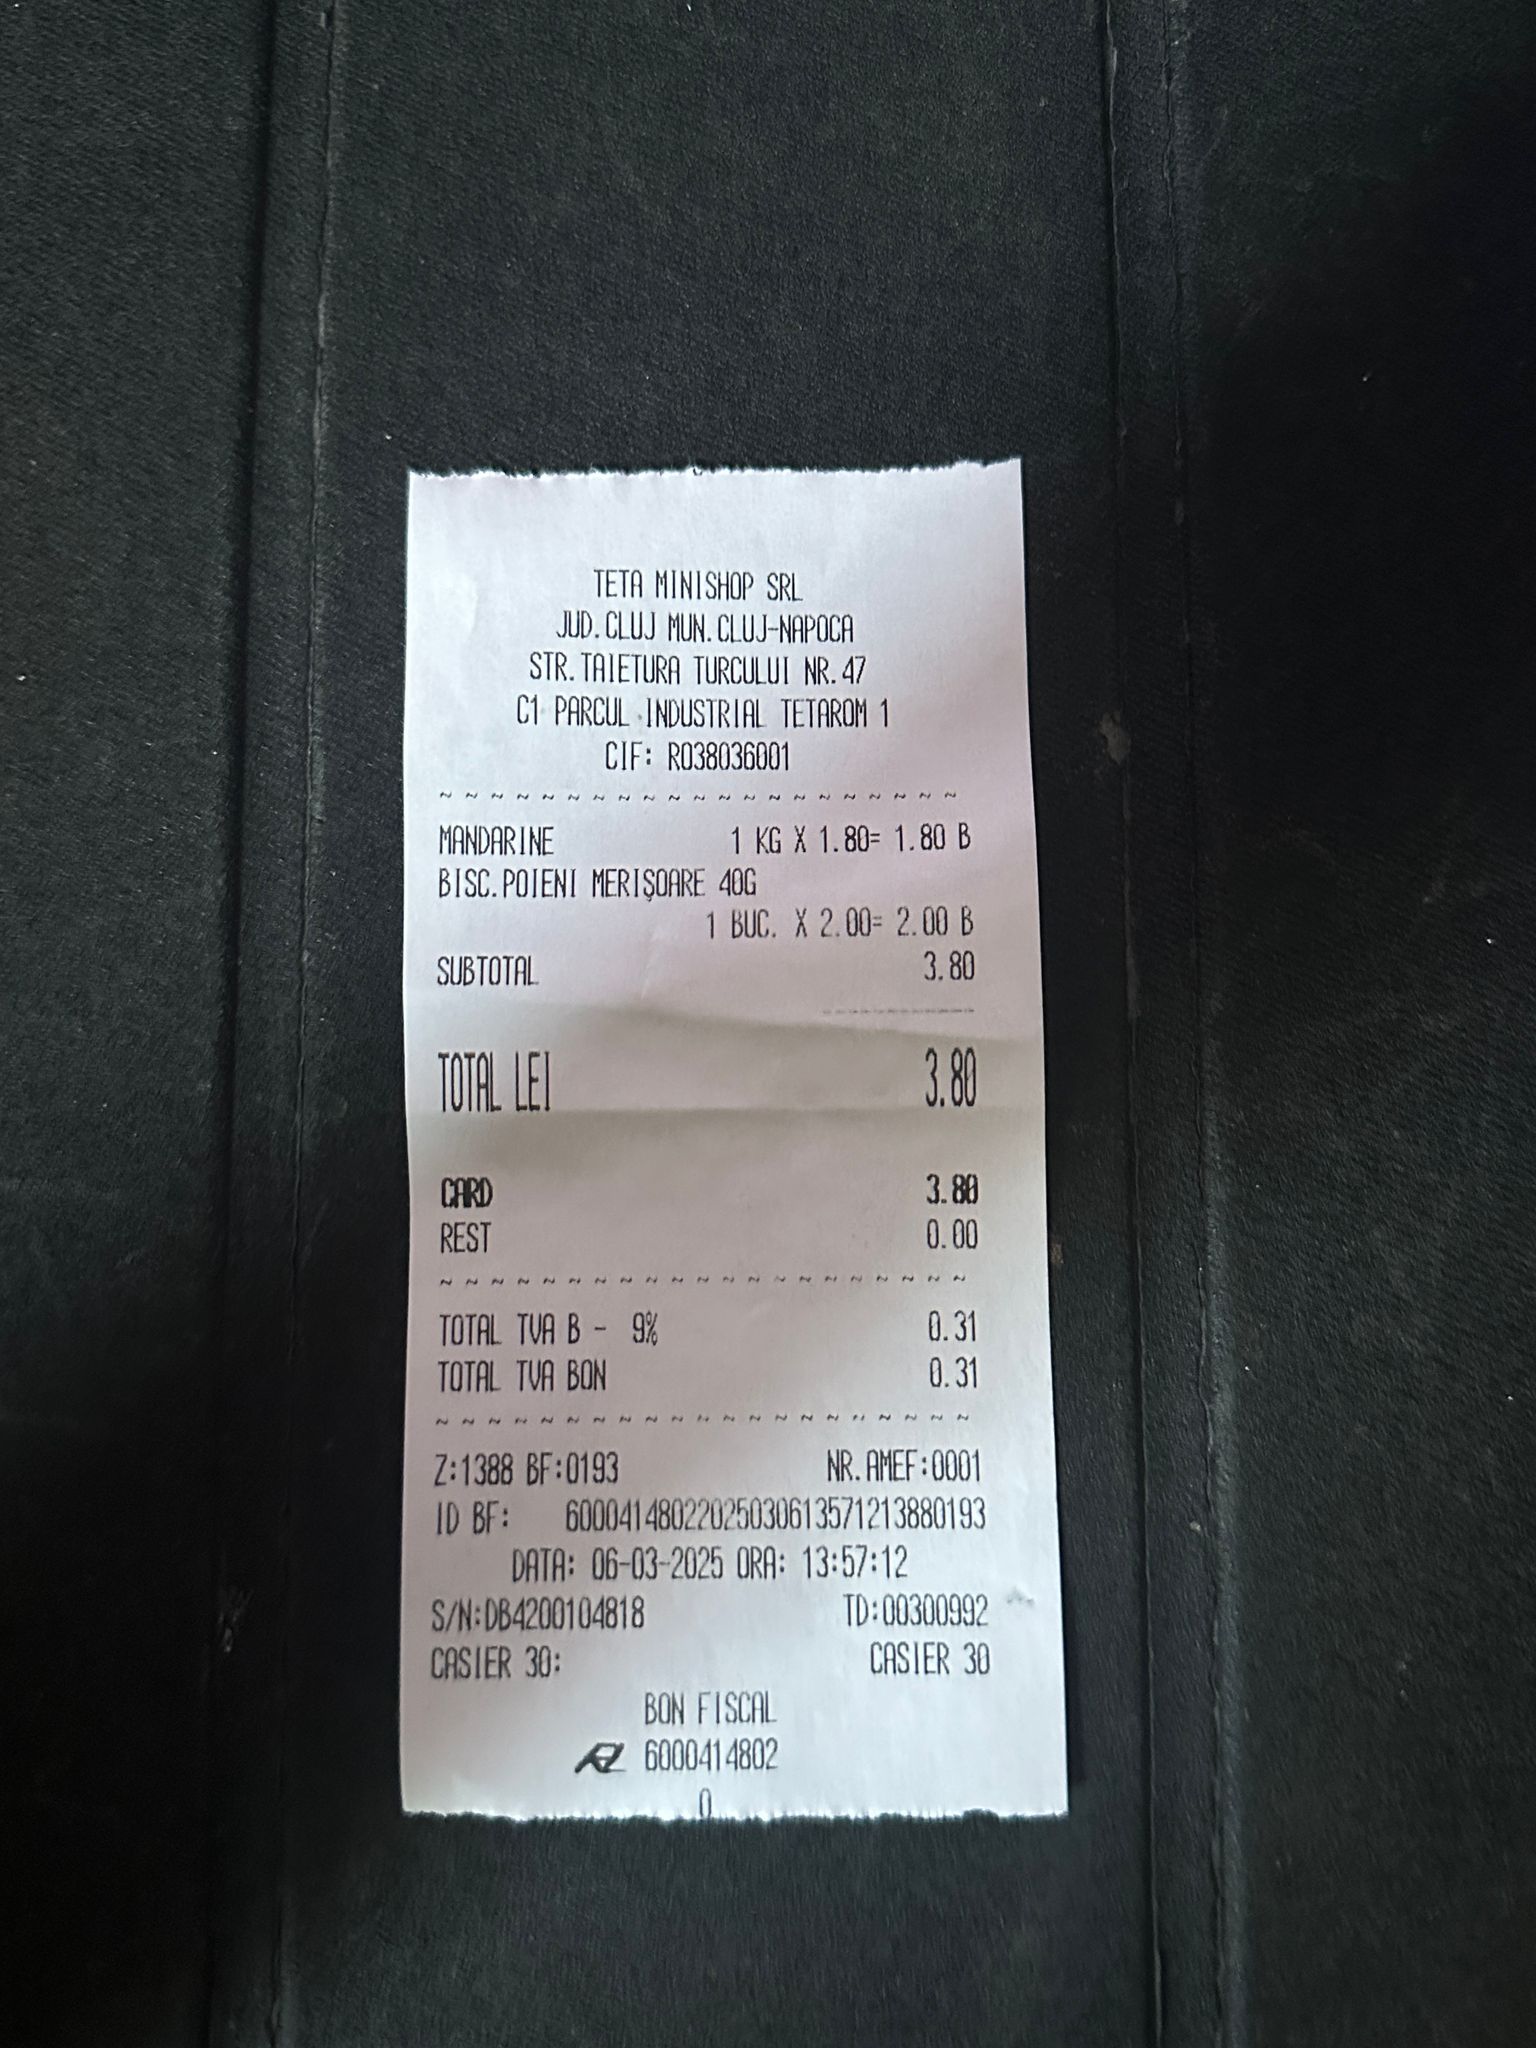 TETA MINISHOP SRL
JUD.CLUJ MUN.CLUJ-NAPOCA
STR.TAIETURA TURCULUI NR.47
C1 PARCUL INDUSTRIAL TETAROM 1
CIF: RO38036001
~ ~ ~ ~ ~ ~ ~ ~ ~ ~ ~ ~ ~ ~ ~ ~ ~ ~ ~ ~ ~
MANDARINE 1 KG X 1.80= 1.80 B
BISC.POIENI MERIŞOARE 40G
1 BUC. X 2.00= 2.00 B
SUBTOTAL 3.80
------------
TOTAL LEI 3.80
CARD 3.80
REST 0.00
~ ~ ~ ~ ~ ~ ~ ~ ~ ~ ~ ~ ~ ~ ~ ~ ~ ~ ~ ~ ~
TOTAL TVA B - 9% 0.31
TOTAL TVA BON 0.31
~ ~ ~ ~ ~ ~ ~ ~ ~ ~ ~ ~ ~ ~ ~ ~ ~ ~ ~ ~ ~
Z:1388 BF:0193 NR.AMEF:0001
ID BF: 60004148022025030613571213880193
DATA: 06-03-2025 ORA: 13:57:12
S/N:DB4200104818 TD:00300992
CASIER 30: CASIER 30
BON FISCAL
6000414802
0